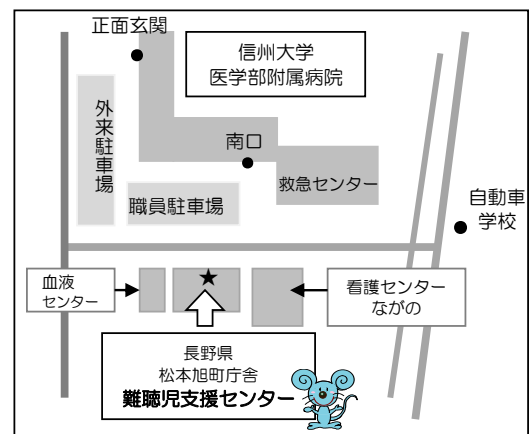 正面玄関
信州大学
医学部附属病院
外来駐車場
南口
救急センター
職員駐車場
自動車
学校
血液
センター
★
看護センター
ながの
長野県
松本旭町庁舎
難聴児支援センター